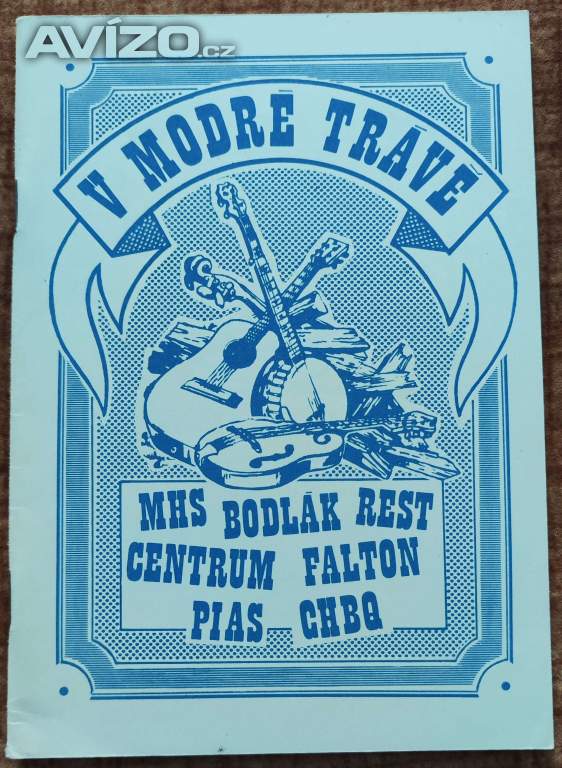 AVÍZO.cz
V MODRÉ TRÁVĚ
MHS BODLÁK REST
CENTRUM FALTON
PIAS CHBQ